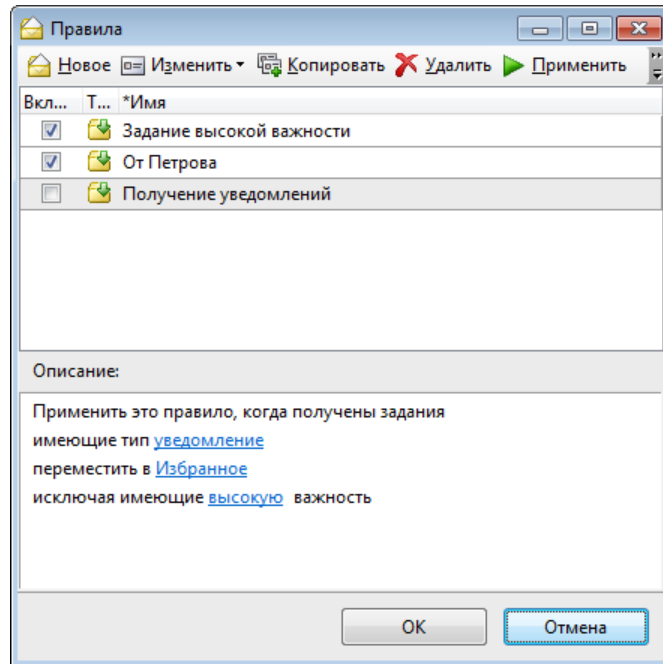 Правила
Новое Изменить Копировать Удалить Применить
Вкл... Т... *Имя
Задание высокой важности
От Петрова
Получение уведомлений
Описание:
Применить это правило, когда получены задания
имеющие тип уведомление
переместить в Избранное
исключая имеющие высокую важность
ОК Отмена